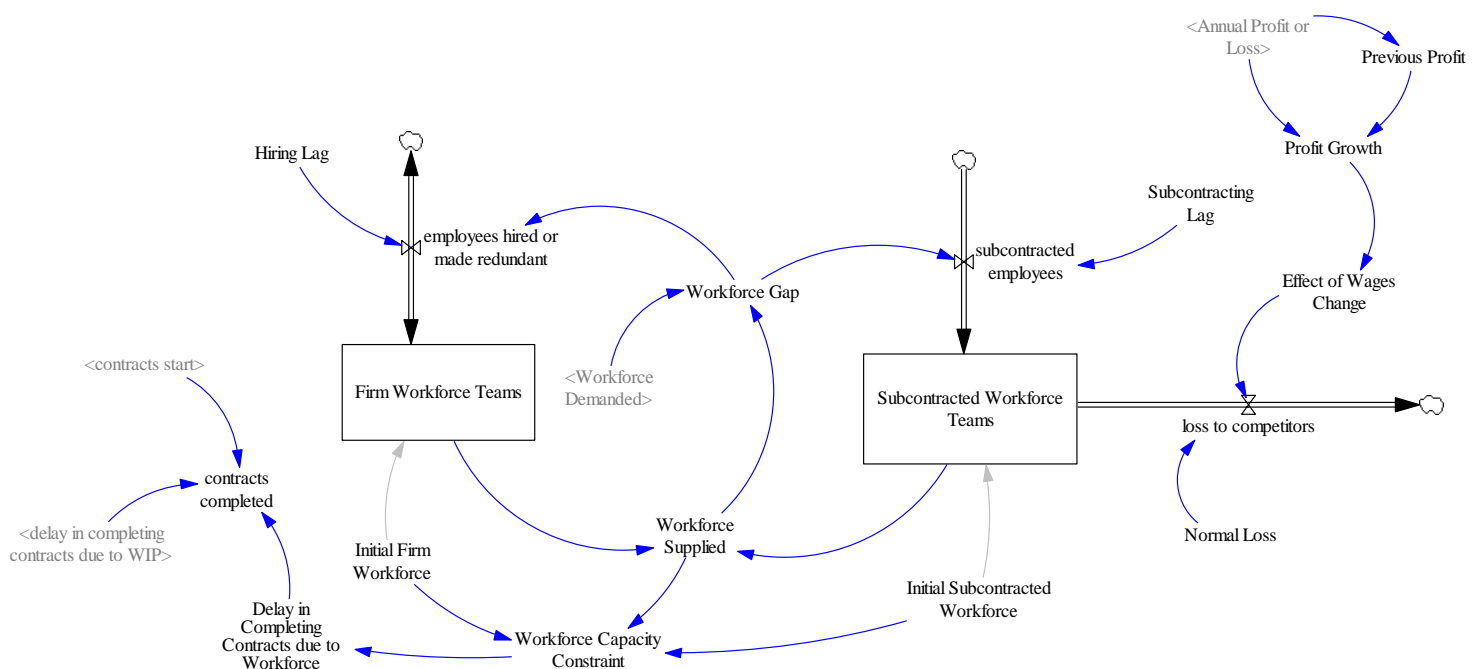 <Annual Profit or
Loss>
Previous Profit
Hiring Lag
Profit Growth
Subcontracting
Lag
employees hired or
made redundant
subcontracted
employees
Workforce Gap
Effect of Wages
Change
<contracts start>
Firm Workforce Teams
<Workforce
Demanded>
Subcontracted Workforce
Teams
loss to competitors
contracts
completed
<delay in completing
contracts due to WIP>
Initial Firm
Workforce
Workforce
Supplied
Normal Loss
Initial Subcontracted
Workforce
Delay in
Completing
Contracts due to
Workforce
Workforce Capacity
Constraint